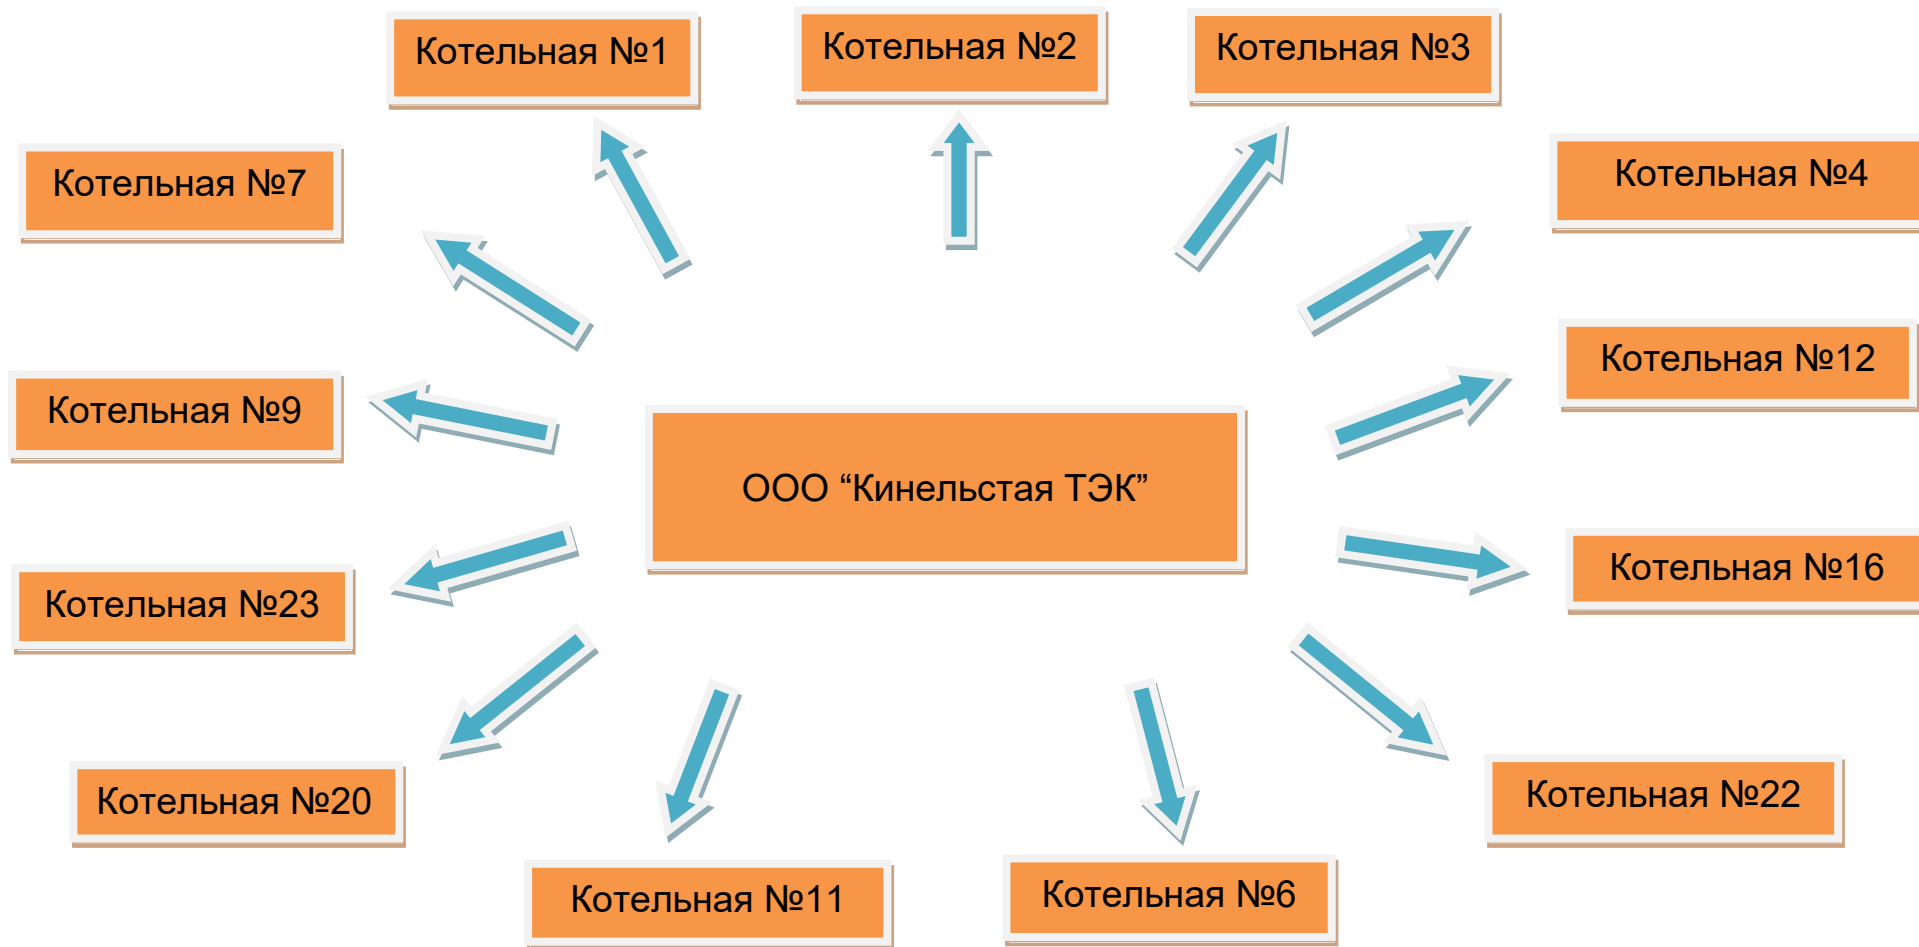 Котельная №1
Котельная №2
Котельная №3
Котельная №7
Котельная №4
Котельная №12
Котельная №9
ООО “Кинельстая ТЭК”
Котельная №16
Котельная №23
Котельная №20
Котельная №22
Котельная №11
Котельная №6